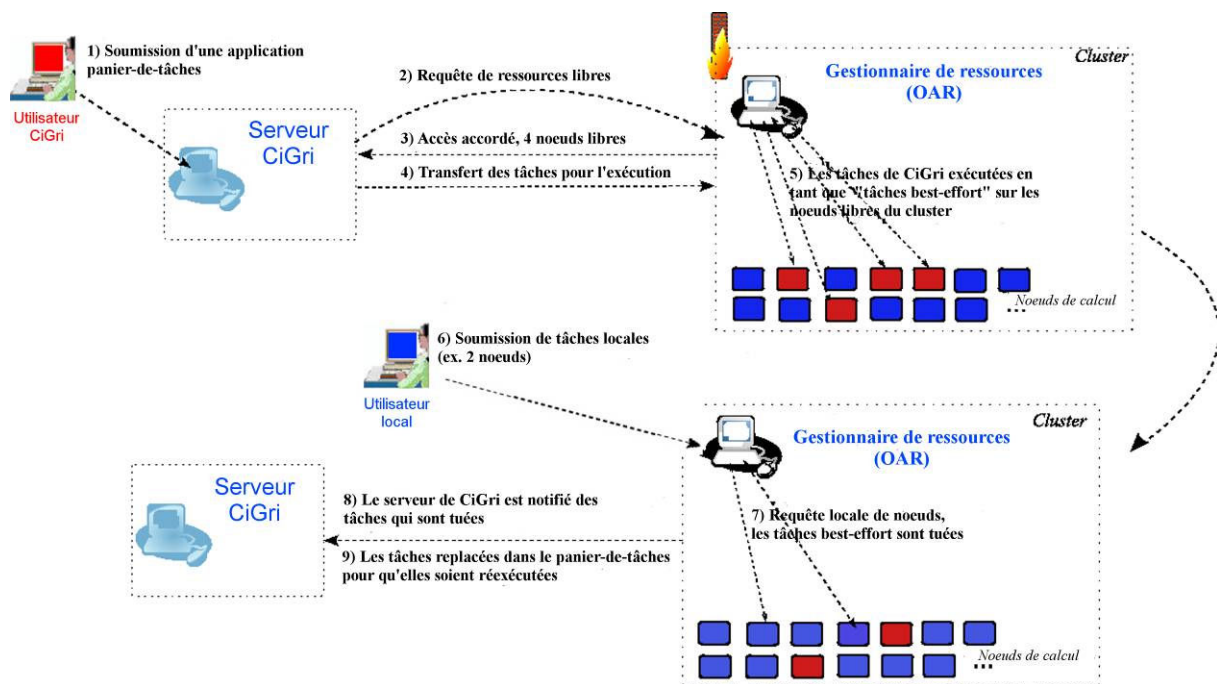 1) Soumission d'une application
panier-de-tâches
Utilisateur
CiGri
Serveur
CiGri
2) Requête de ressources libres
3) Accès accordé, 4 noeuds libres
4) Transfert des tâches pour l'exécution
Cluster
Gestionnaire de ressources
(OAR)
5) Les tâches de CiGri exécutées en
tant que "tâches best-effort" sur les
noeuds libres du cluster
Noeuds de calcul
...
6) Soumission de tâches locales
(ex. 2 noeuds)
Utilisateur
local
Cluster
Gestionnaire de ressources
(OAR)
7) Requête locale de noeuds,
les tâches best-effort sont tuées
Serveur
CiGri
8) Le serveur de CiGri est notifié des
tâches qui sont tuées
9) Les tâches replacées dans le panier-de-tâches
pour qu'elles soient réexécutées
Noeuds de calcul
...